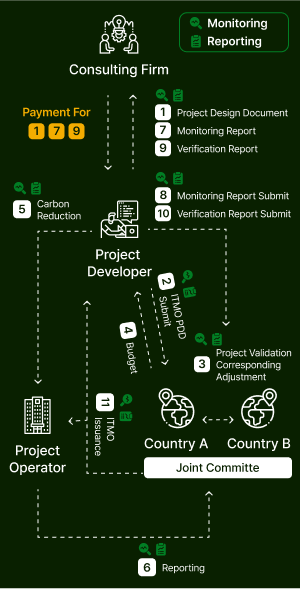 Monitoring
Reporting
Consulting Firm
Payment For
1 7 9
1 Project Design Document
7 Monitoring Report
9 Verification Report
8 Monitoring Report Submit
10 Verification Report Submit
5 Carbon
Reduction
Project
Developer
2 ITMO PDD
Submit
4 Budget
3 Project Validation
Corresponding
Adjustment
11 ITMO
Issuance
Project
Operator
Country A
Country B
Joint Committe
6 Reporting